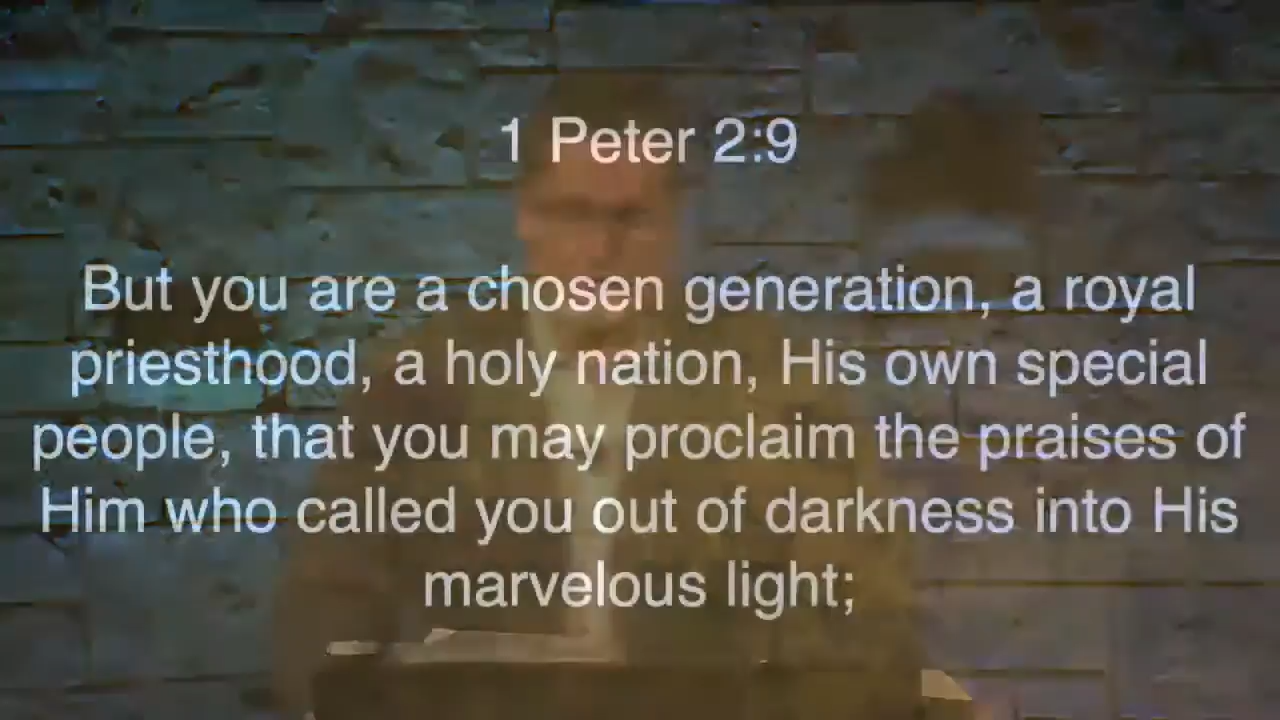 1 Peter 2:9
But you are a chosen generation, a royal
priesthood, a holy nation, His own special
people, that you may proclaim the praises of
Him who called you out of darkness into His
marvelous light;